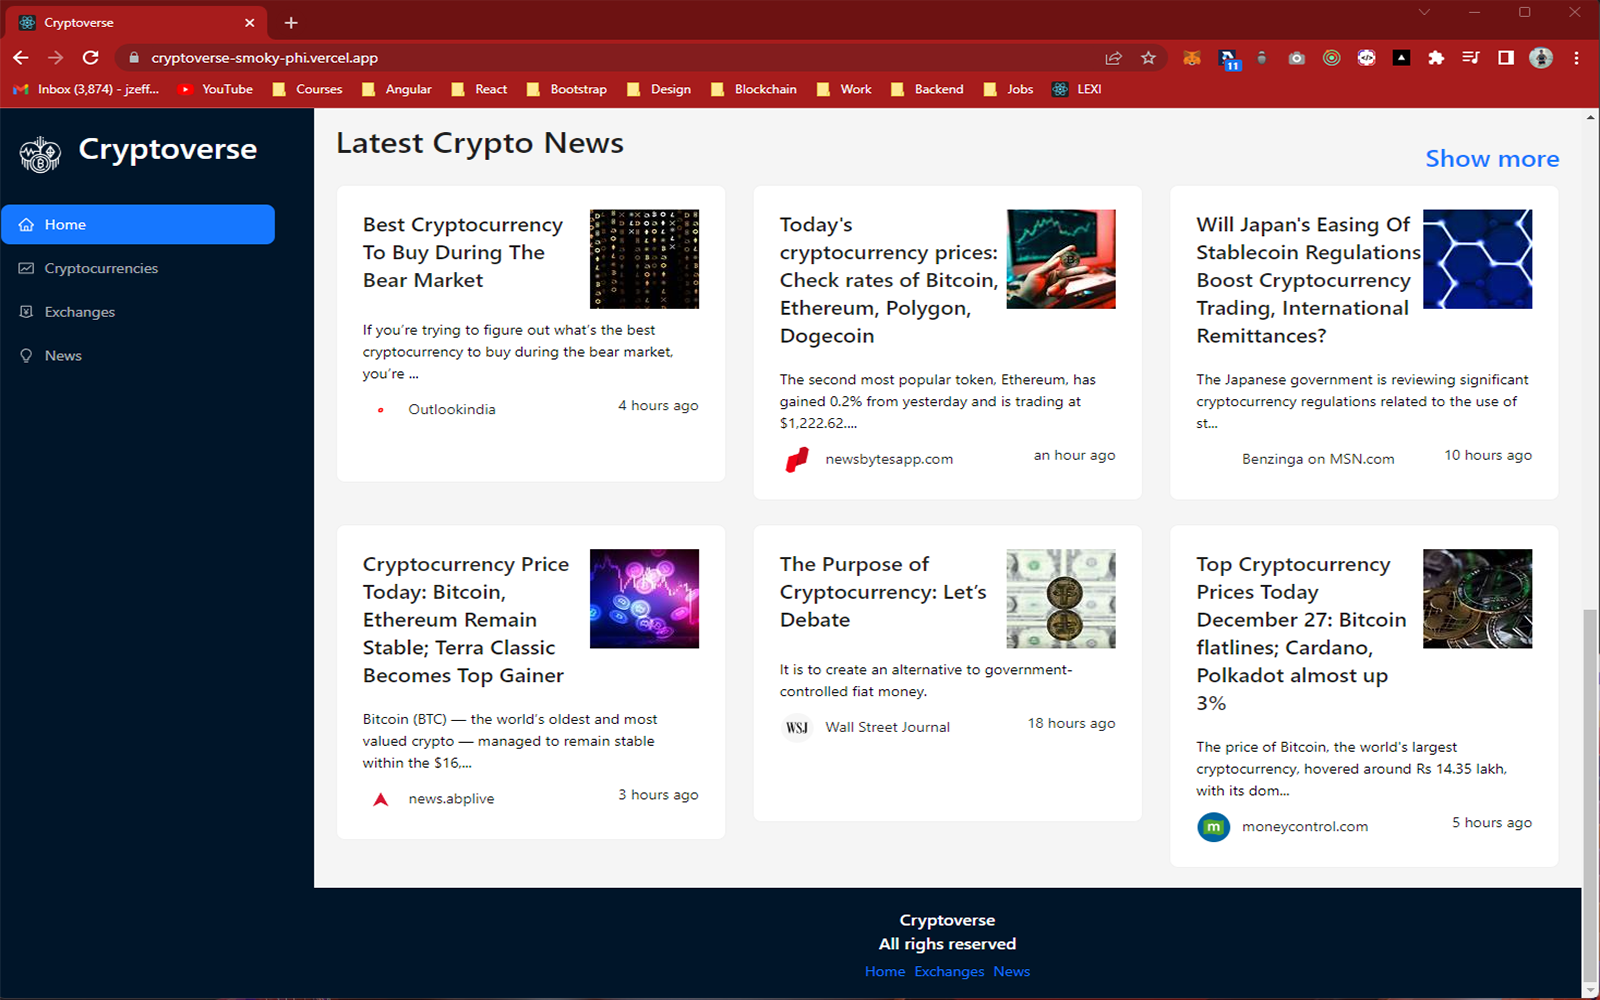 Cryptoverse
cryptoverse-smoky-phi.vercel.app
11
Inbox (3,874) - jzeff...
YouTube
Courses
Angular
React
Bootstrap
Design
Blockchain
Work
Backend
Jobs
LEXI
Cryptoverse
Home
Cryptocurrencies
Exchanges
News
Latest Crypto News
Show more
Best Cryptocurrency
To Buy During The
Bear Market
If you’re trying to figure out what’s the best
cryptocurrency to buy during the bear market,
you’re ...
Outlookindia
4 hours ago
Today's
cryptocurrency prices:
Check rates of Bitcoin,
Ethereum, Polygon,
Dogecoin
The second most popular token, Ethereum, has
gained 0.2% from yesterday and is trading at
$1,222.62....
newsbytesapp.com
an hour ago
Will Japan's Easing Of
Stablecoin Regulations
Boost Cryptocurrency
Trading, International
Remittances?
The Japanese government is reviewing significant
cryptocurrency regulations related to the use of
st...
Benzinga on MSN.com
10 hours ago
Cryptocurrency Price
Today: Bitcoin,
Ethereum Remain
Stable; Terra Classic
Becomes Top Gainer
Bitcoin (BTC) — the world’s oldest and most
valued crypto — managed to remain stable
within the $16,...
news.abplive
3 hours ago
The Purpose of
Cryptocurrency: Let’s
Debate
It is to create an alternative to government-
controlled fiat money.
WSJ
Wall Street Journal
18 hours ago
Top Cryptocurrency
Prices Today
December 27: Bitcoin
flatlines; Cardano,
Polkadot almost up
3%
The price of Bitcoin, the world's largest
cryptocurrency, hovered around Rs 14.35 lakh,
with its dom...
m
moneycontrol.com
5 hours ago
Cryptoverse
All righs reserved
Home Exchanges News